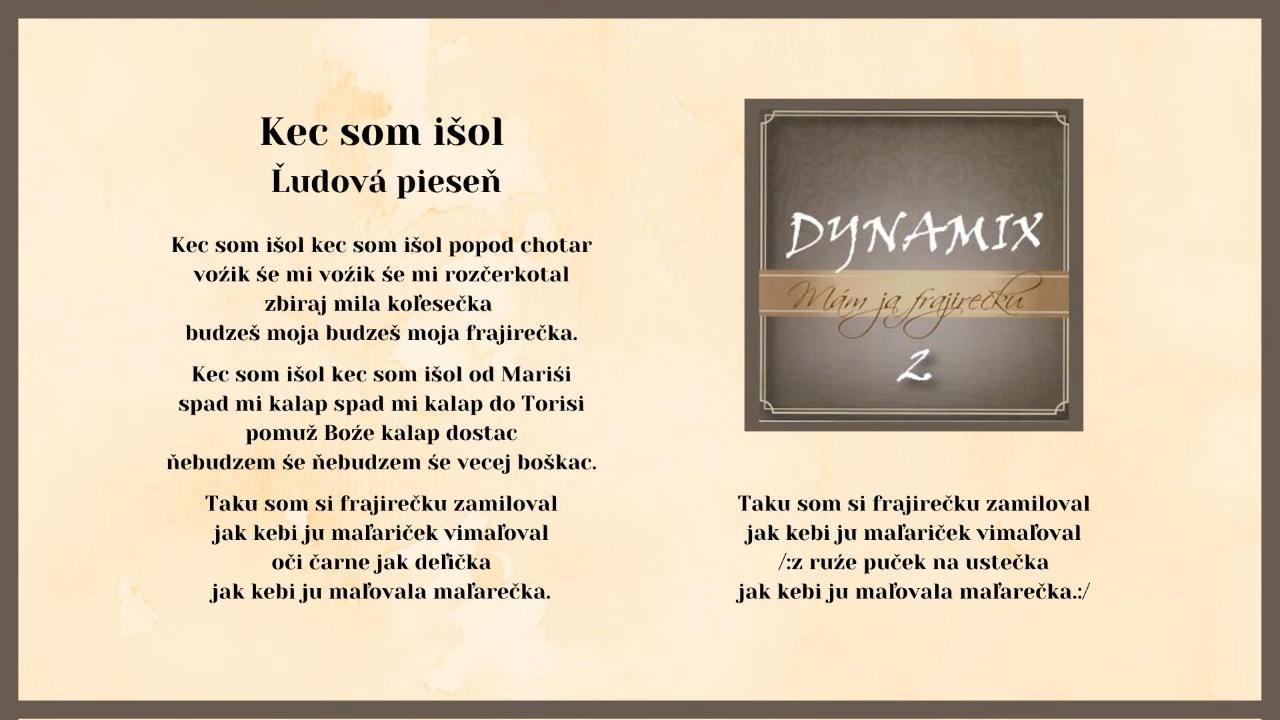 Kec som išol
Ľudová pieseň
Kec som išol kec som išol popod chotar
voźik śe mi voźik śe mi rozčerkotal
zbiraj mila koľesečka
budzeš moja budzeš moja frajirečka.
Kec som išol kec som išol od Mariśi
spad mi kalap spad mi kalap do Torisi
pomuž Boźe kalap dostac
ňebudzem śe ňebudzem śe vecej boškac.
Taku som si frajirečku zamiloval
jak kebi ju maľariček vimaľoval
oči čarne jak deľička
jak kebi ju maľovala maľarečka.
DYNAMIX
Mám ja frajirečku
2
Taku som si frajirečku zamiloval
jak kebi ju maľariček vimaľoval
/:z ruźe puček na ustečka
jak kebi ju maľovala maľarečka.:/